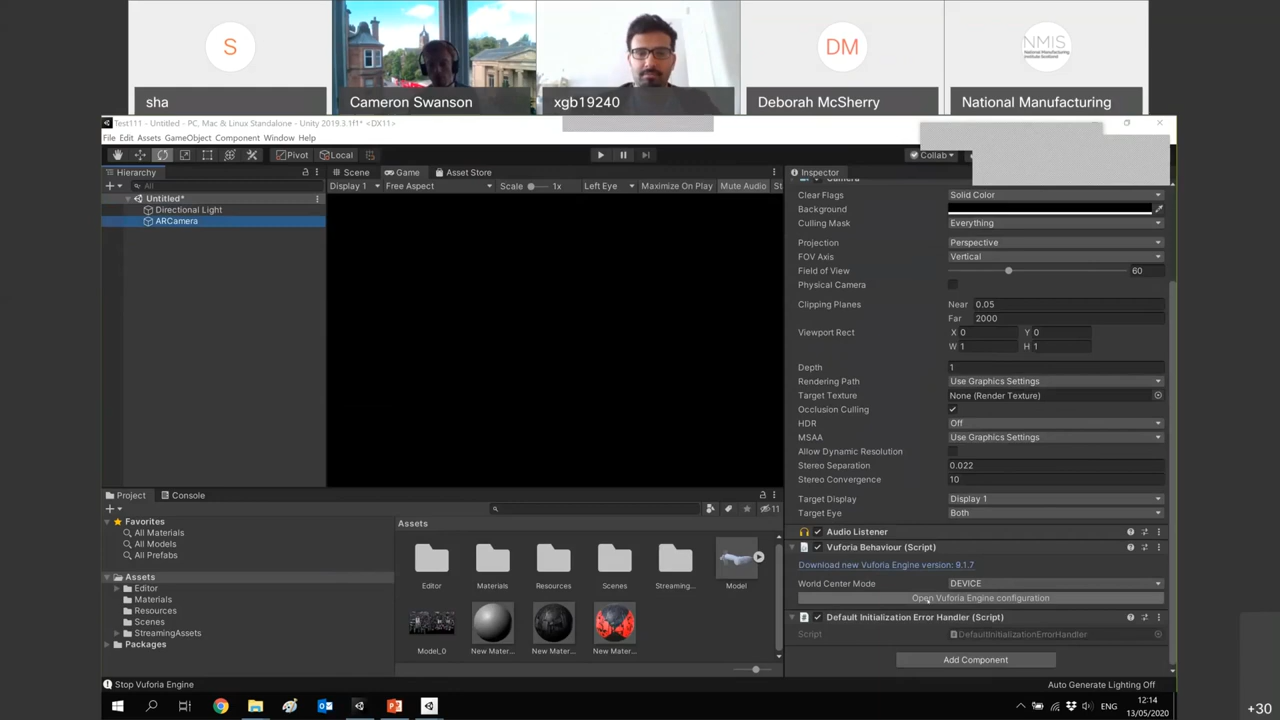 S
DM
NMIS
sha
Cameron Swanson
xgb19240
Deborah McSherry
National Manufacturing
Test111 - Untitled - PC, Mac & Linux Standalone - Unity 2019.3.1f1* <DX11>
File Edit Assets GameObject Component Window Help
Pivot
Local
Collab
Hierarchy
Scene
Game
Asset Store
Inspector
All
Display 1
Free Aspect
Scale
1x
Left Eye
Maximize On Play
Mute Audio
St
Untitled*
Directional Light
ARCamera
Camera
Clear Flags
Solid Color
Background
Culling Mask
Everything
Projection
Perspective
FOV Axis
Vertical
Field of View
60
Physical Camera
Clipping Planes
Near
0.05
Far
2000
Viewport Rect
X 0
Y 0
W 1
H 1
Depth
1
Rendering Path
Use Graphics Settings
Target Texture
None (Render Texture)
Occlusion Culling
HDR
Off
MSAA
Use Graphics Settings
Allow Dynamic Resolution
Stereo Separation
0.022
Stereo Convergence
10
Target Display
Display 1
Target Eye
Both
Audio Listener
Vuforia Behaviour (Script)
Download new Vuforia Engine version: 9.1.7
World Center Mode
DEVICE
Open Vuforia Engine configuration
Default Initialization Error Handler (Script)
Script
DefaultInitializationErrorHandler
Add Component
Project
Console
11
Favorites
All Materials
All Models
All Prefabs
Assets
Editor
Materials
Resources
Scenes
StreamingAssets
Packages
Assets
Editor
Materials
Resources
Scenes
Streaming...
Model
Model_0
New Mater...
New Mater...
New Mater...
Stop Vuforia Engine
Auto Generate Lighting Off
ENG
12:14
13/05/2020
+30